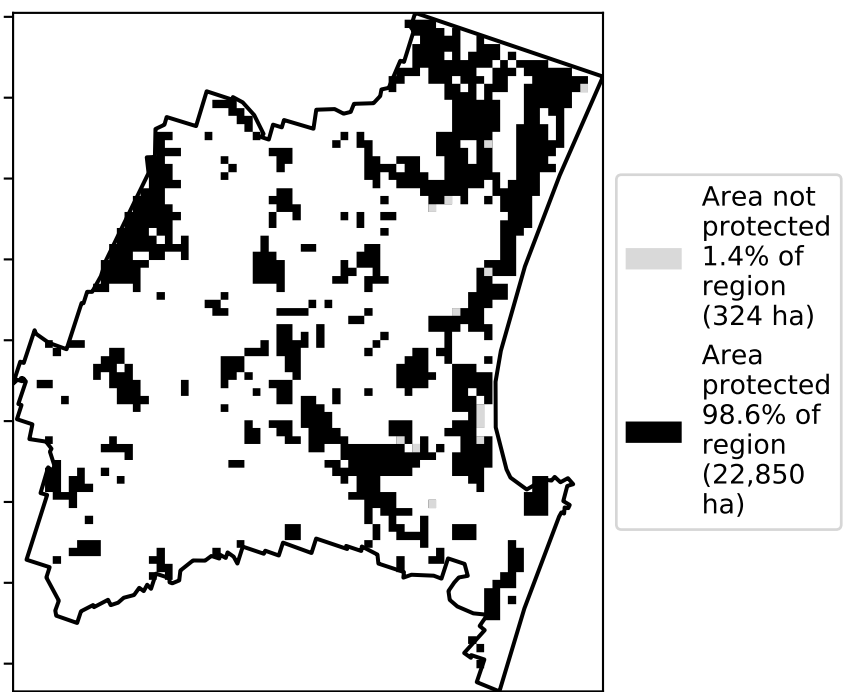 Area not
protected
1.4% of
region
(324 ha)
Area
protected
98.6% of
region
(22,850
ha)